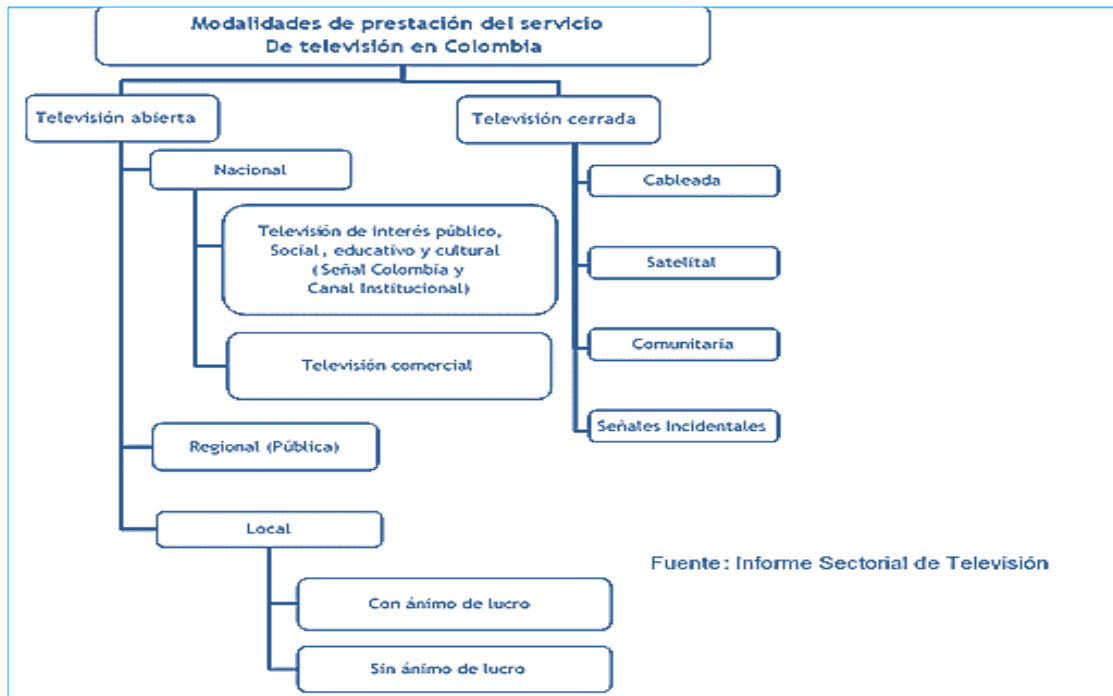 Modalidades de prestación del servicio
De televisión en Colombia
Televisión abierta
Televisión cerrada
Nacional
Cableada
Televisión de interés público,
Social, educativo y cultural
(Señal Colombia y
Canal Institucional)
Satelital
Comunitaria
Televisión comercial
Señales Incidentales
Regional (Pública)
Local
Fuente: Informe Sectorial de Televisión
Con ánimo de lucro
Sin ánimo de lucro